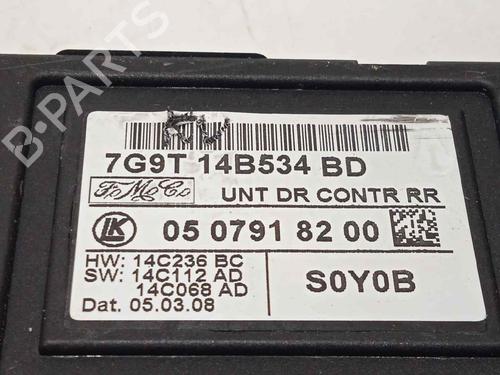 7G9T 14B534 BD
FoMoCo UNT DR CONTR RR
LK 05 0791 82 00
HW: 14C236 BC
SW: 14C112 AD
14C068 AD
S0Y0B
Dat. 05.03.08
B-PARTS